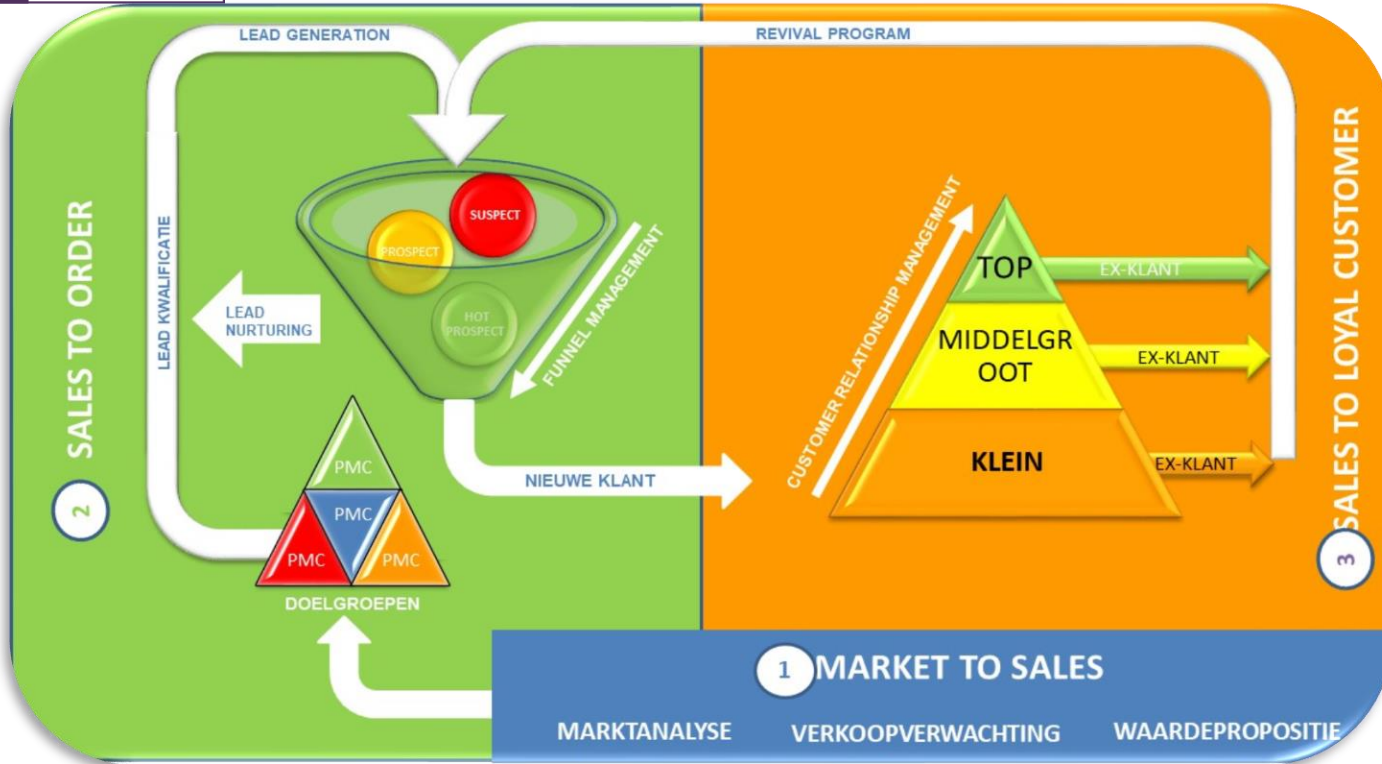 LEAD GENERATION
REVIVAL PROGRAM
SALES TO ORDER
2
LEAD KWALIFICATIE
LEAD
NURTURING
SUSPECT
PROSPECT
HOT
PROSPECT
FUNNEL MANAGEMENT
PMC
PMC
PMC
PMC
DOELGROEPEN
NIEUWE KLANT
CUSTOMER RELATIONSHIP MANAGEMENT
TOP
MIDDELGR
OOT
KLEIN
EX-KLANT
EX-KLANT
EX-KLANT
SALES TO LOYAL CUSTOMER
3
1 MARKET TO SALES
MARKTANALYSE VERKOOPVERWACHTING WAARDEPROPOSITIE